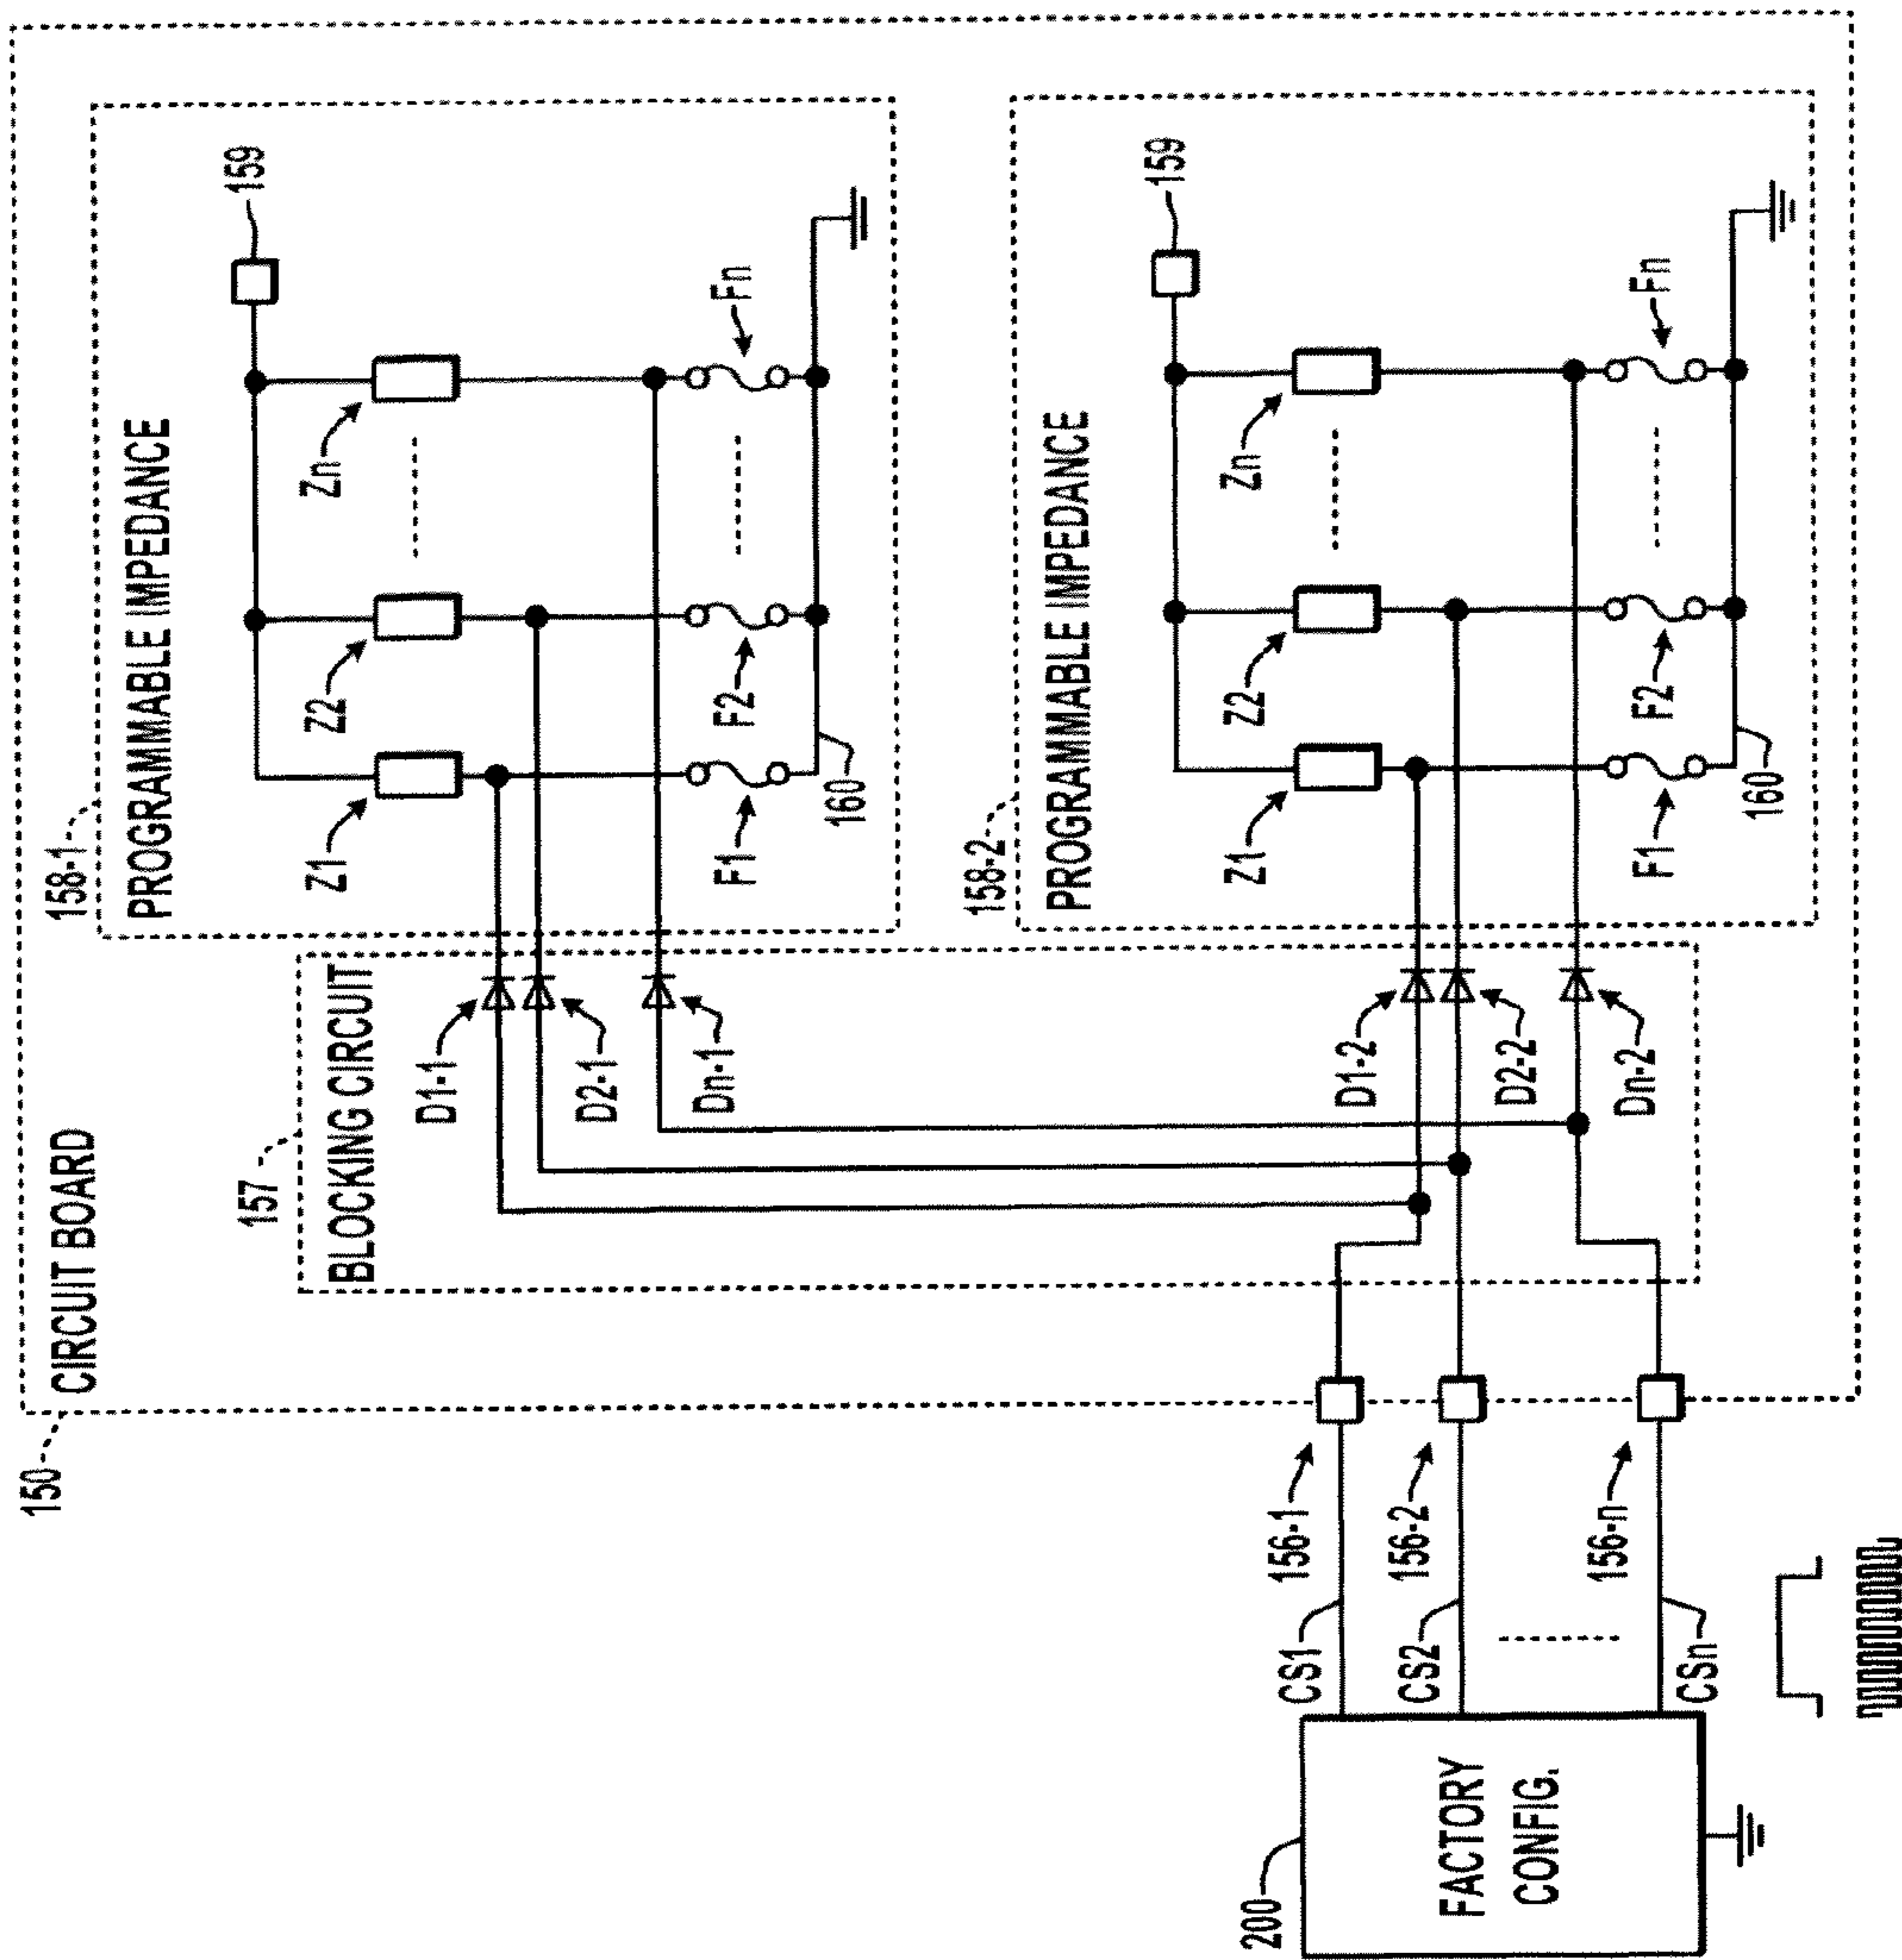 150
CIRCUIT BOARD
157
BLOCKING CIRCUIT
158-1
PROGRAMMABLE IMPEDANCE
159
Z1
Z2
Zn
F1
F2
Fn
160
D1-1
D2-1
Dn-1
158-2
PROGRAMMABLE IMPEDANCE
159
Z1
Z2
Zn
F1
F2
Fn
160
D1-2
D2-2
Dn-2
156-1
156-2
156-n
CS1
CS2
CSn
200
FACTORY
CONFIG.